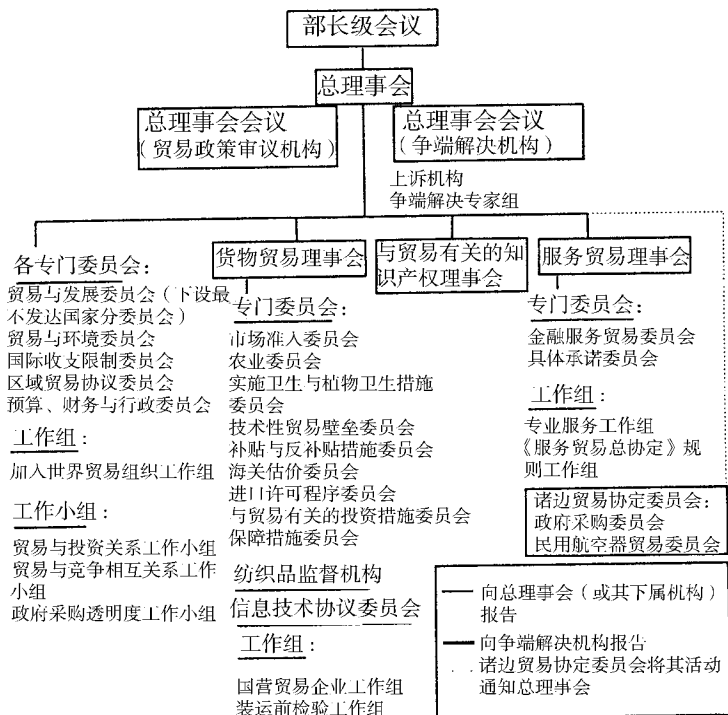 部长级会议
总理事会
总理事会会议
（贸易政策审议机构）
总理事会会议
（争端解决机构）
上诉机构
争端解决专家组
各专门委员会：
贸易与发展委员会（下设最
不发达国家分委员会）
贸易与环境委员会
国际收支限制委员会
区域贸易协议委员会
预算、财务与行政委员会
工作组：
加入世界贸易组织工作组
工作小组：
贸易与投资关系工作小组
贸易与竞争相互关系工作
小组
政府采购透明度工作小组
货物贸易理事会
专门委员会：
市场准入委员会
农业委员会
实施卫生与植物卫生措施
委员会
技术性贸易壁垒委员会
补贴与反补贴措施委员会
海关估价委员会
进口许可程序委员会
与贸易有关的投资措施委员会
保障措施委员会
纺织品监督机构
信息技术协议委员会
工作组：
国营贸易企业工作组
装运前检验工作组
与贸易有关的知
识产权理事会
服务贸易理事会
专门委员会：
金融服务贸易委员会
具体承诺委员会
工作组：
专业服务工作组
《服务贸易总协定》规
则工作组
诸边贸易协定委员会：
政府采购委员会
民用航空器贸易委员会
向总理事会（或其下属机构）
报告
向争端解决机构报告
诸边贸易协定委员会将其活动
通知总理事会